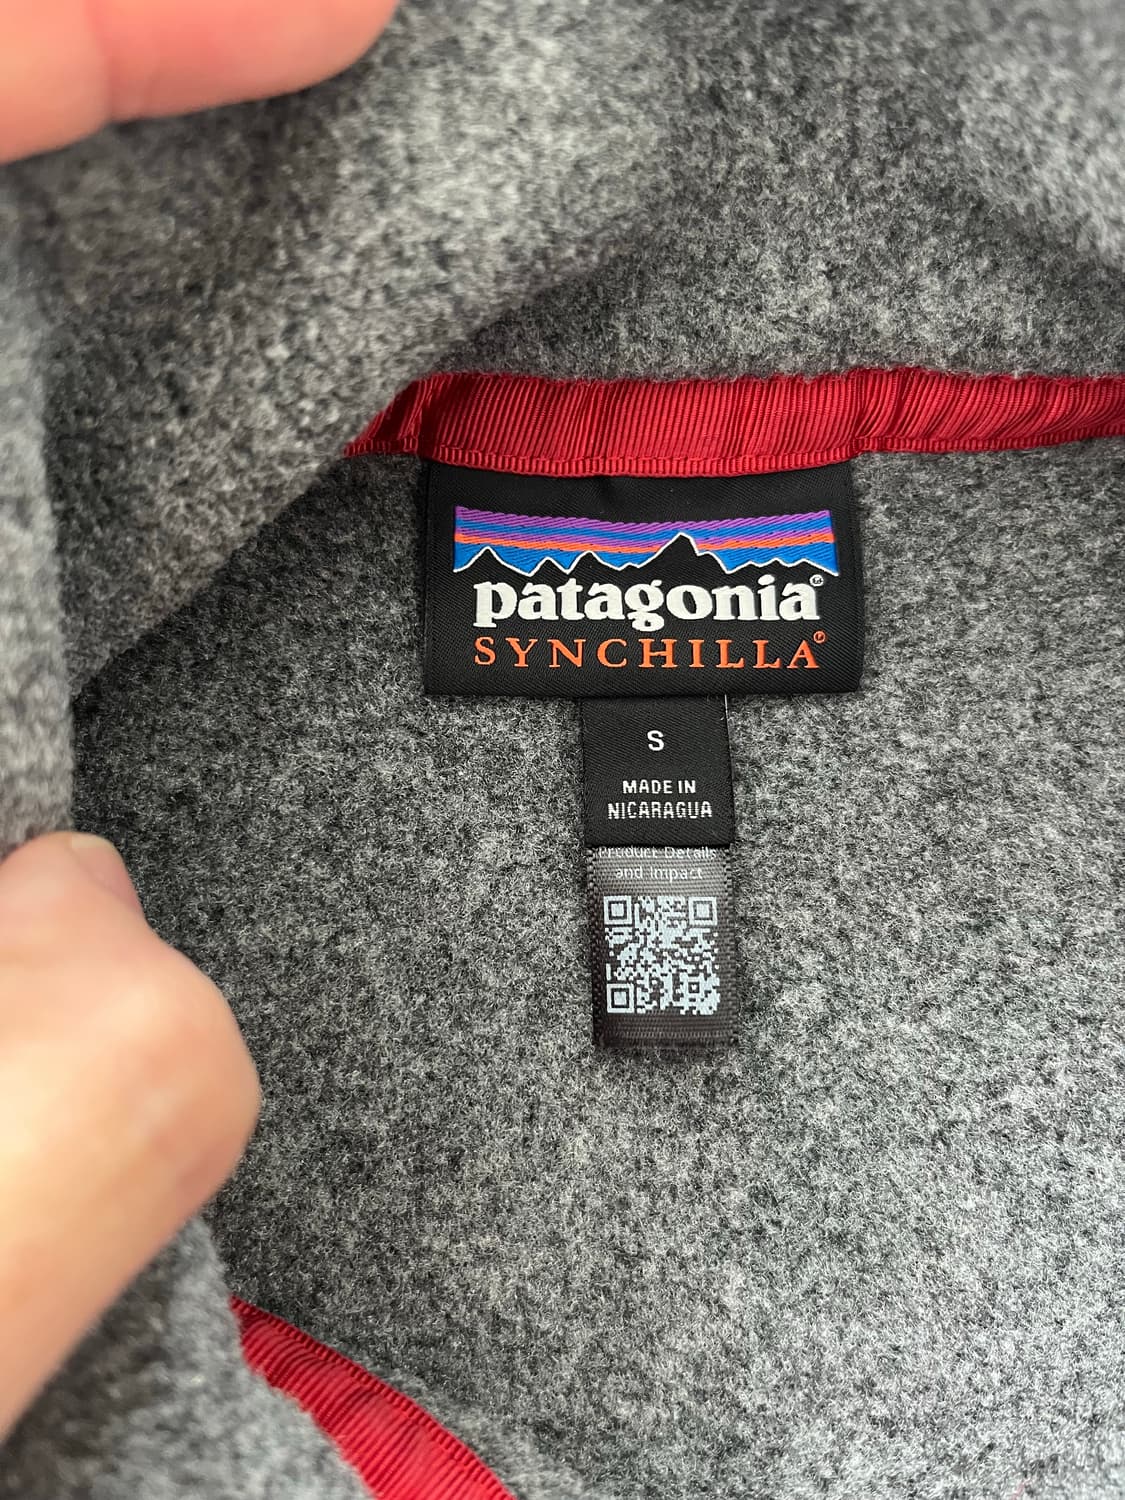 patagonia®
SYNCHILLA®
S
MADE IN
NICARAGUA
Product Details
and Impact